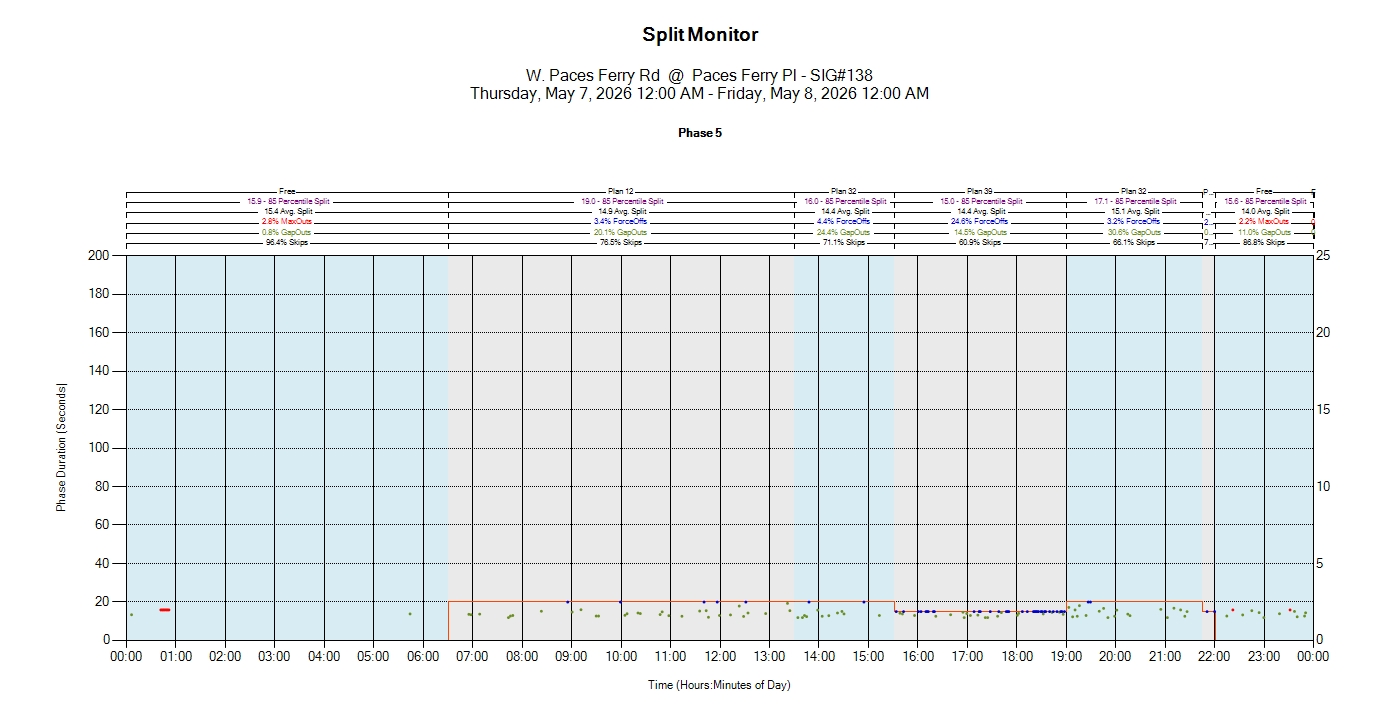 Split Monitor
W. Paces Ferry Rd @ Paces Ferry Pl - SIG#138
Thursday, May 7, 2026 12:00 AM - Friday, May 8, 2026 12:00 AM
Phase 5
Free Plan 12 Plan 32 Plan 39 Plan 32 P... Free F
15.9 - 85 Percentile Split 19.0 - 85 Percentile Split 16.0 - 85 Percentile Split 15.0 - 85 Percentile Split 17.1 - 85 Percentile Split 15.6 - 85 Percentile Split
15.4 Avg. Split 14.9 Avg. Split 14.4 Avg. Split 14.4 Avg. Split 15.1 Avg. Split 14.0 Avg. Split
2.8% MaxOuts 3.4% ForceOffs 4.4% ForceOffs 24.6% ForceOffs 3.2% ForceOffs 2... 2.2% MaxOuts
0.8% GapOuts 20.1% GapOuts 24.4% GapOuts 14.5% GapOuts 30.6% GapOuts 0... 11.0% GapOuts
96.4% Skips 76.5% Skips 71.1% Skips 60.9% Skips 66.1% Skips 7... 86.8% Skips
200 25
180
160 20
140
120 15
100
80 10
60
40 5
20
0 0
Phase Duration (Seconds)
00:00 01:00 02:00 03:00 04:00 05:00 06:00 07:00 08:00 09:00 10:00 11:00 12:00 13:00 14:00 15:00 16:00 17:00 18:00 19:00 20:00 21:00 22:00 23:00 00:00
Time (Hours:Minutes of Day)